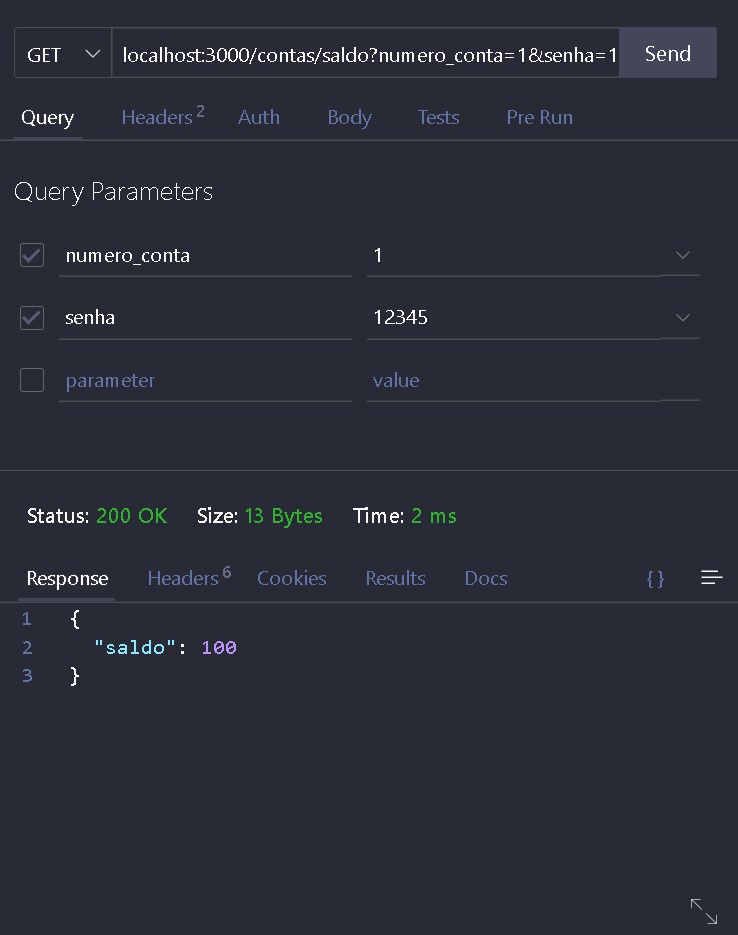 GET localhost:3000/contas/saldo?numero_conta=1&senha=1 Send
Query Headers 2 Auth Body Tests Pre Run
Query Parameters
numero_conta 1
senha 12345
parameter value
Status: 200 OK Size: 13 Bytes Time: 2 ms
Response Headers 6 Cookies Results Docs {}
1 {
2 "saldo": 100
3 }